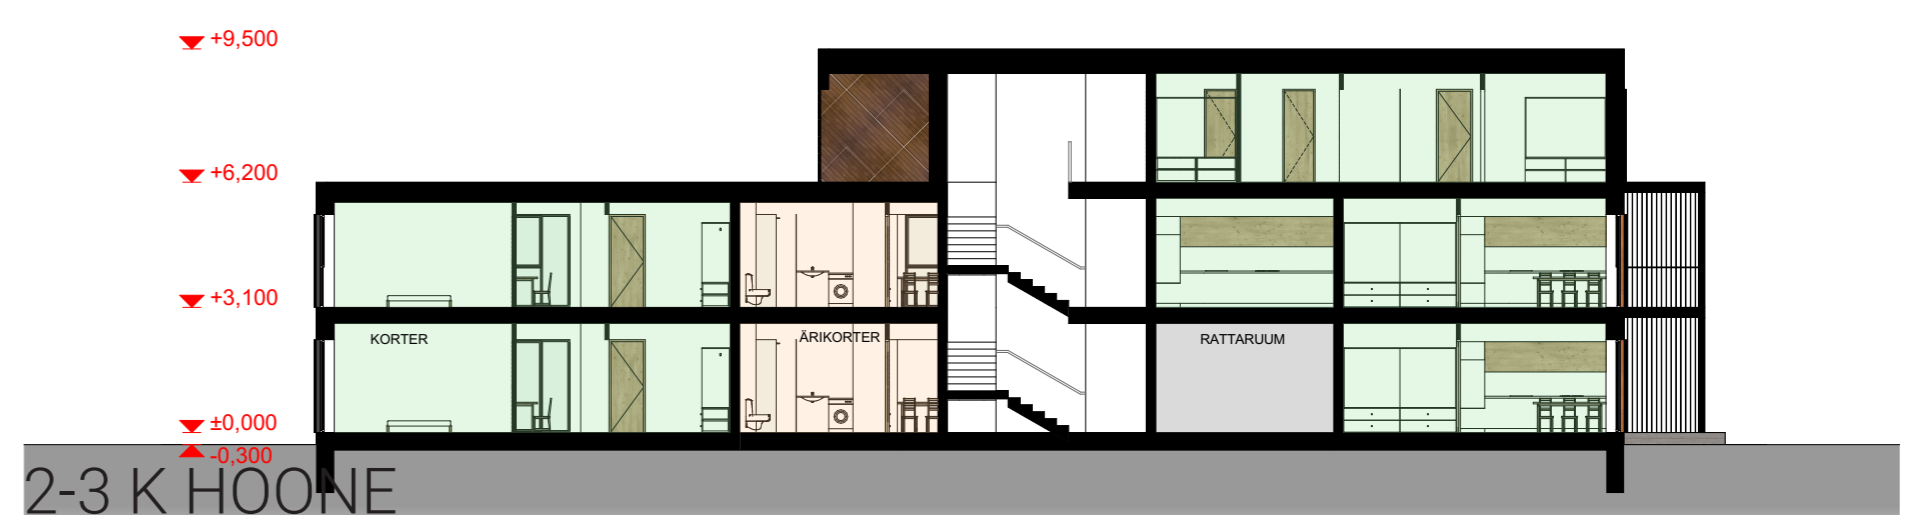 +9,500
+6,200
+3,100
KORTER
ÄRIKORTER
RATTARUUM
±0,000
-0,300
2-3 K HOONE